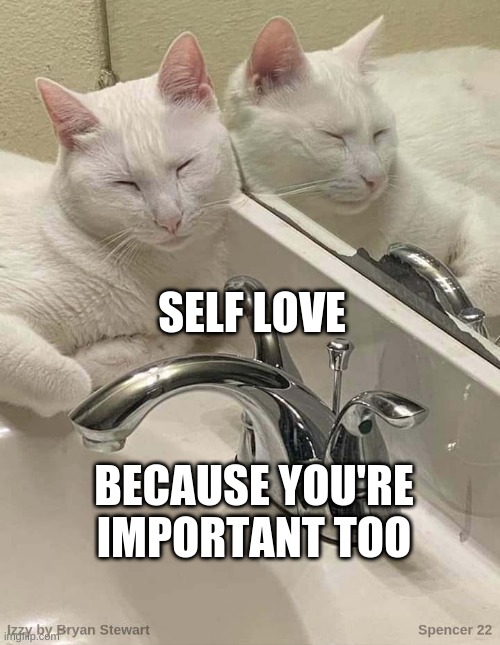 SELF LOVE
BECAUSE YOU'RE
IMPORTANT TOO
Izzy by Bryan Stewart
Spencer 22
imgflip.com